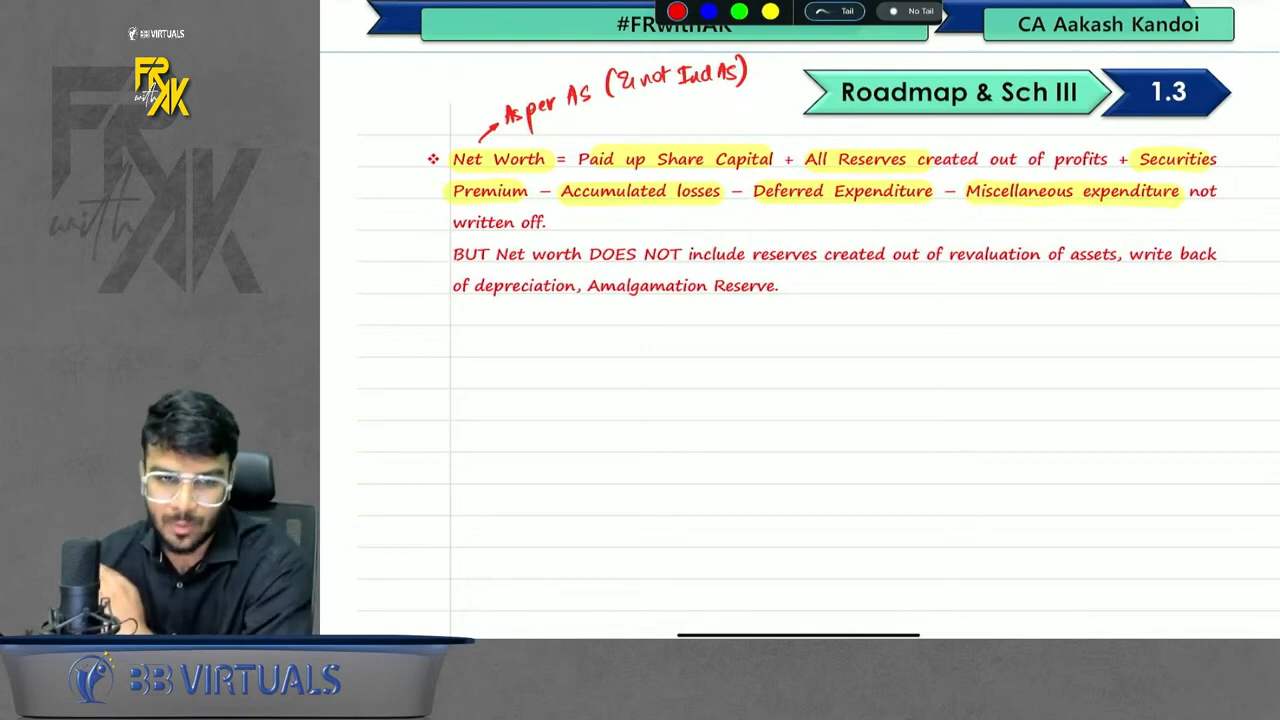 #FRwithAK
Tail
No Tail
CA Aakash Kandoi
BB VIRTUALS
FR
with AK
Roadmap & Sch III
1.3
As per AS (& not Ind AS)
❖ Net Worth = Paid up Share Capital + All Reserves created out of profits + Securities
Premium – Accumulated losses – Deferred Expenditure – Miscellaneous expenditure not
written off.
BUT Net worth DOES NOT include reserves created out of revaluation of assets, write back
of depreciation, Amalgamation Reserve.
FR
with AK
BB VIRTUALS